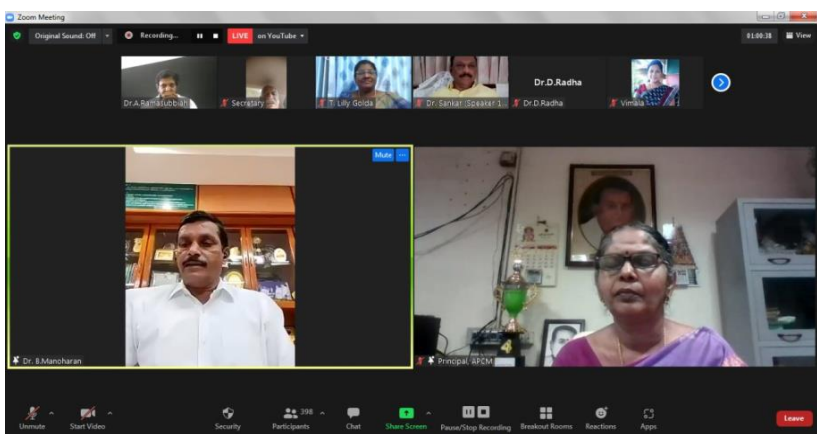 Zoom Meeting
Original Sound: Off
Recording...
LIVE on YouTube
01:00:38
View
Dr.A.Ramasubbian
Secretary
T. Lilly Golda
Dr. Sankar (Speaker 1...
Dr.D.Radha
Dr.D.Radha
Vimala
Mute
...
Dr. B.Manoharan
Principal, APCM
4
Unmute
Start Video
Security
398
Participants
Chat
Share Screen
Pause/Stop Recording
Breakout Rooms
Reactions
Apps
Leave